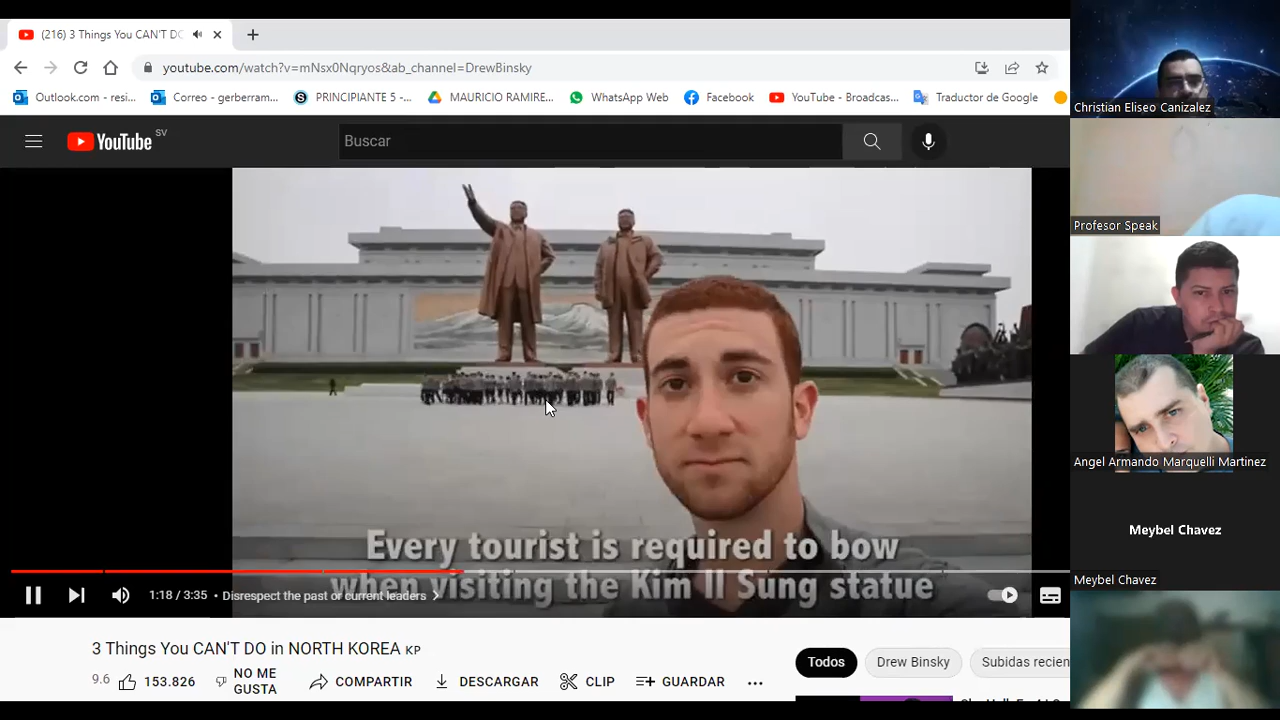 (216) 3 Things You CAN'T DO
youtube.com/watch?v=mNsx0Nqryos&ab_channel=DrewBinsky
Outlook.com - resi...
Correo - gerberram...
PRINCIPIANTE 5 -...
MAURICIO RAMIRE...
WhatsApp Web
Facebook
YouTube - Broadcas...
Traductor de Google
YouTube SV
Buscar
Every tourist is required to bow
when visiting the Kim Il Sung statue
1:18 / 3:35 • Disrespect the past or current leaders
3 Things You CAN'T DO in NORTH KOREA KP
9.6
153.826
NO ME
GUSTA
COMPARTIR
DESCARGAR
CLIP
GUARDAR
Todos
Drew Binsky
Subidas recien
Christian Eliseo Canizalez
Profesor Speak
Angel Armando Marquelli Martinez
Meybel Chavez
Meybel Chavez